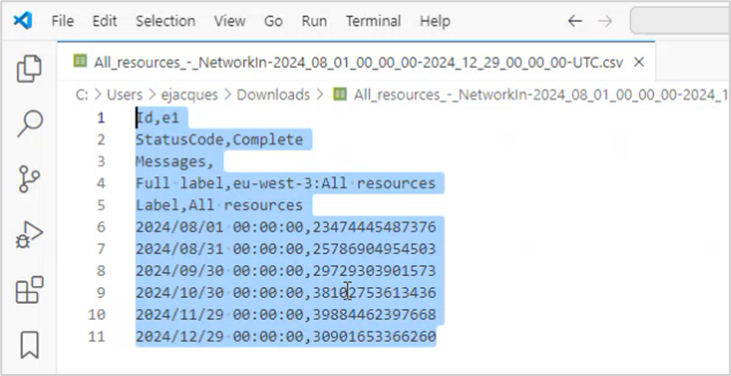 File Edit Selection View Go Run Terminal Help
All_resources_-_NetworkIn-2024_08_01_00_00_00-2024_12_29_00_00_00-UTC.csv
C: > Users > ejacques > Downloads > All_resources_-_NetworkIn-2024_08_01_00_00_00-2024_1
1 Id,e1
2 StatusCode,Complete
3 Messages,
4 Full label,eu-west-3:All resources
5 Label,All resources
6 2024/08/01 00:00:00,23474445487376
7 2024/08/31 00:00:00,25786904954503
8 2024/09/30 00:00:00,29729303901573
9 2024/10/30 00:00:00,38102753613436
10 2024/11/29 00:00:00,39884462397668
11 2024/12/29 00:00:00,30901653366260